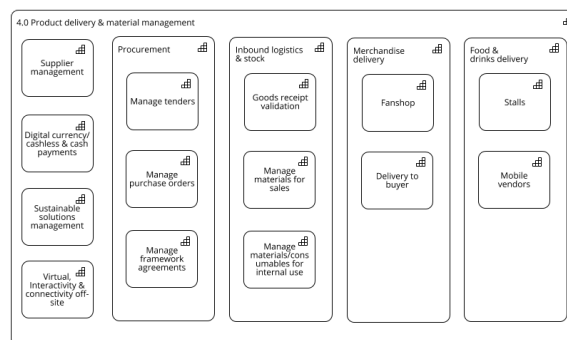 4.0 Product delivery & material management
Supplier
management
Digital currency/
cashless & cash
payments
Sustainable
solutions
management
Virtual,
Interactivity &
connectivity off-
site
Procurement
Manage tenders
Manage
purchase orders
Manage
framework
agreements
Inbound logistics
& stock
Goods receipt
validation
Manage
materials for
sales
Manage
materials/cons
umables for
internal use
Merchandise
delivery
Fanshop
Delivery to
buyer
Food &
drinks delivery
Stalls
Mobile
vendors